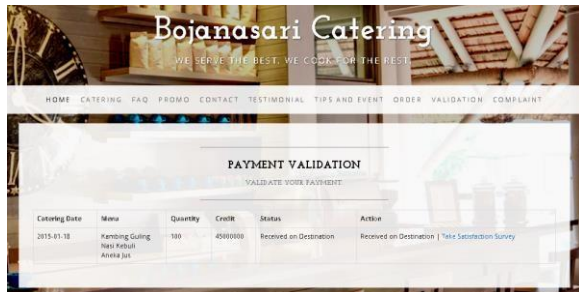 Bojanasari Catering
WE SERVE THE BEST. WE COOK FOR THE REST.
HOME CATERING FAQ PROMO CONTACT TESTIMONIAL TIPS AND EVENT ORDER VALIDATION COMPLAINT
PAYMENT VALIDATION
VALIDATE YOUR PAYMENT
Catering Date Menu Quantity Credit Status Action
2015-01-18 Kambing Guling 100 45000000 Received on Destination Received on Destination | Take Satisfaction Survey
Nasi Kebuli
Aneka Jus